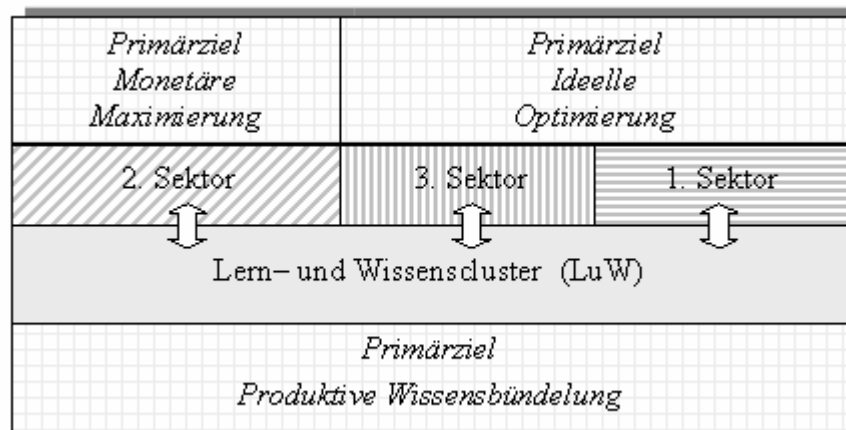 Primärziel
Monetäre
Maximierung
Primärziel
Ideelle
Optimierung
2. Sektor
3. Sektor
1. Sektor
Lern– und Wissenscluster (LuW)
Primärziel
Produktive Wissensbündelung